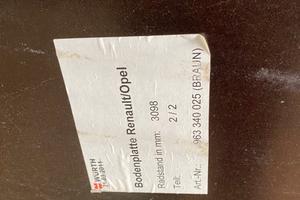 WÜRTH
Bodenplatte Renault/Opel
Radstand in mm: 3098
Teil: 2 / 2
Art-Nr.: 963 340 025 (BRAUN)